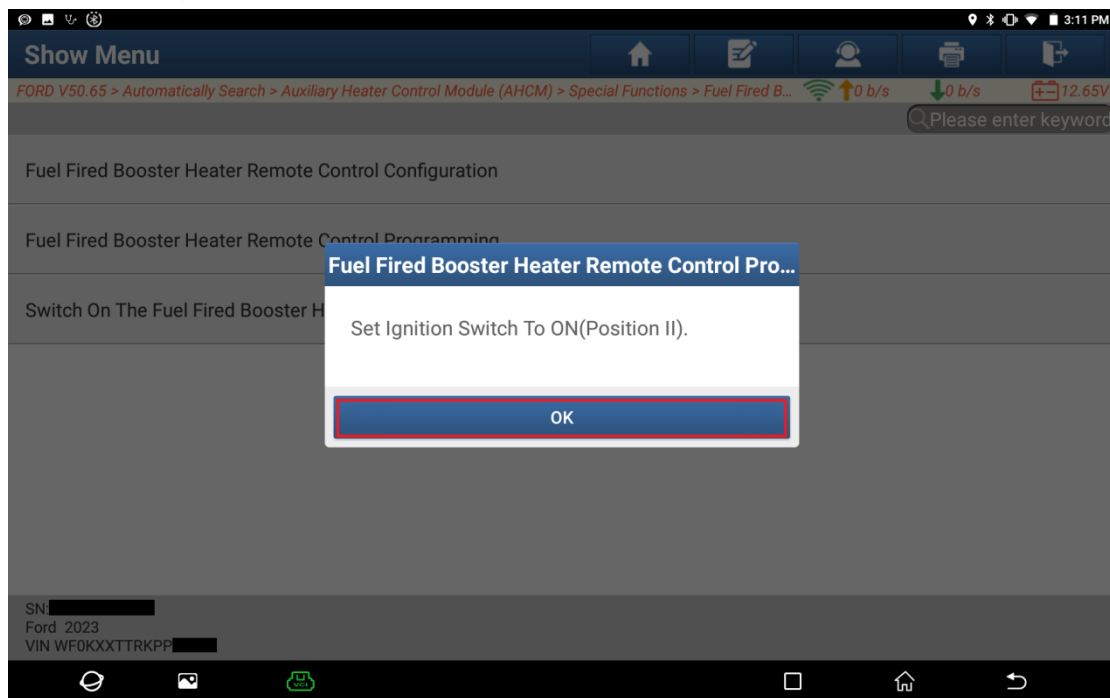 3:11 PM
Show Menu
FORD V50.65 > Automatically Search > Auxiliary Heater Control Module (AHCM) > Special Functions > Fuel Fired B... 0 b/s 0 b/s 12.65V
Please enter keyword
Fuel Fired Booster Heater Remote Control Configuration
Fuel Fired Booster Heater Remote Control Programming
Switch On The Fuel Fired Booster H
Fuel Fired Booster Heater Remote Control Pro...
Set Ignition Switch To ON(Position II).
OK
SN:
Ford 2023
VIN WF0KXXTTRKPP
VCI